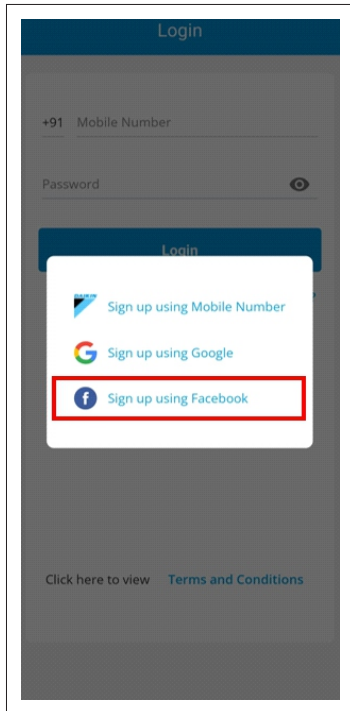 Login
+91 Mobile Number
Password
Login
?
DAIKIN
Sign up using Mobile Number
Sign up using Google
f Sign up using Facebook
Click here to view Terms and Conditions